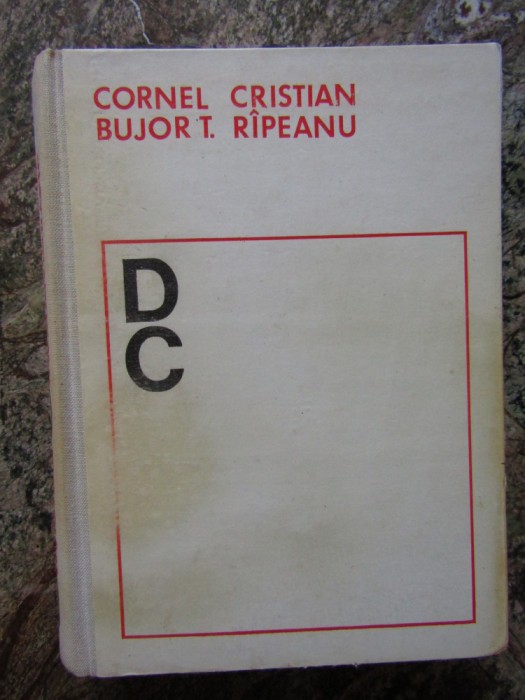 CORNEL CRISTIAN
BUJOR T. RÎPEANU
D
C